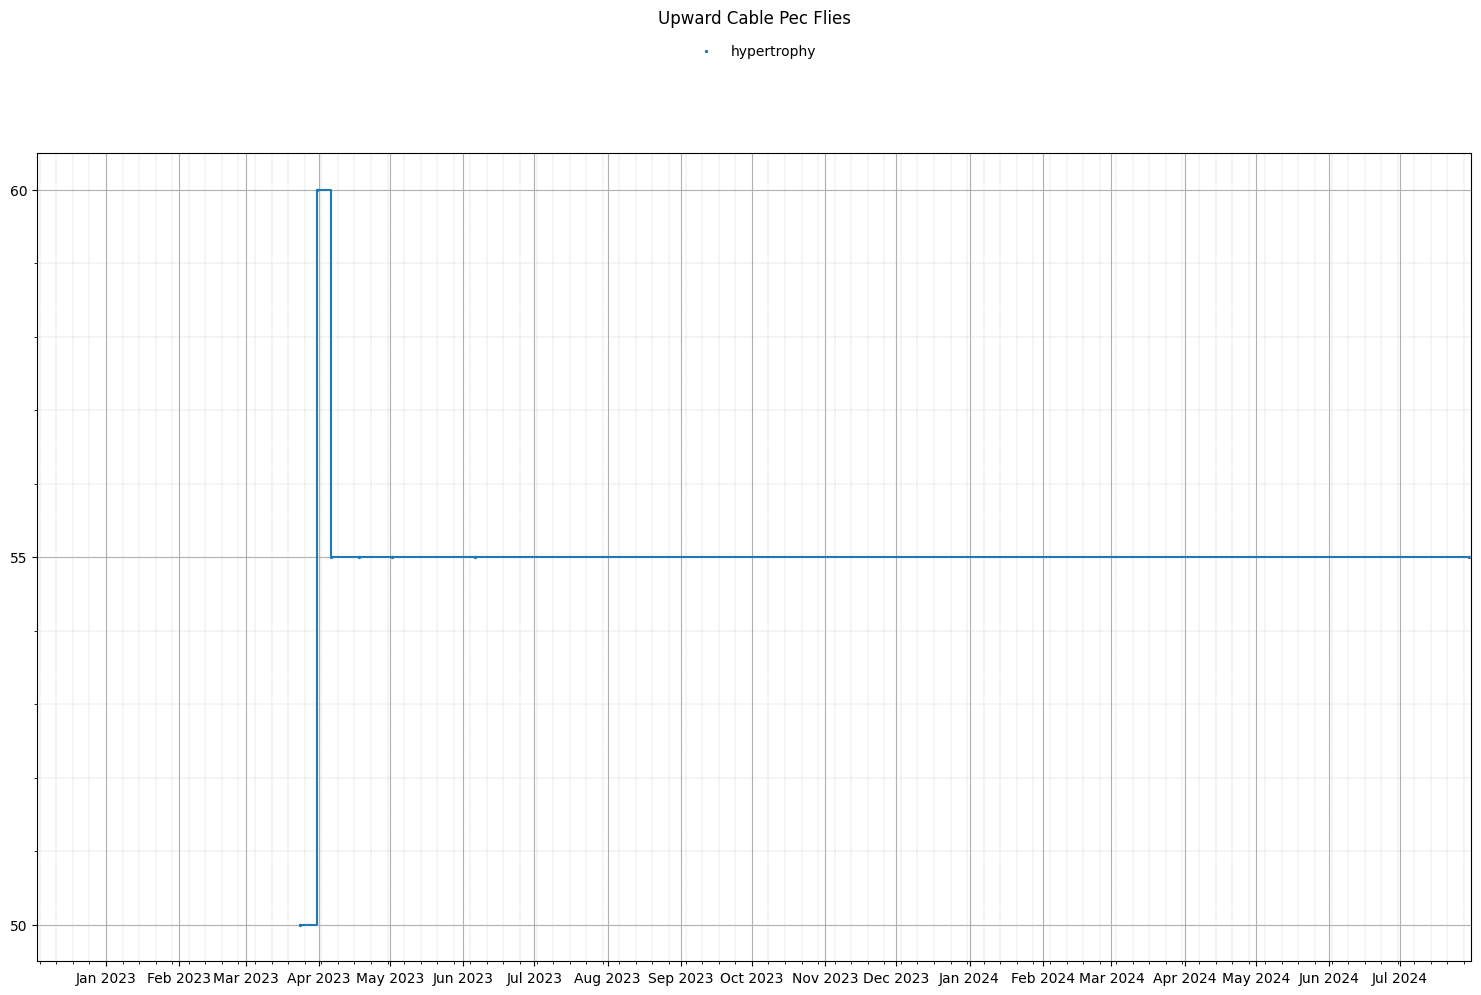 Upward Cable Pec Flies
hypertrophy
60
55
50
Jan 2023 Feb 2023 Mar 2023 Apr 2023 May 2023 Jun 2023 Jul 2023 Aug 2023 Sep 2023 Oct 2023 Nov 2023 Dec 2023 Jan 2024 Feb 2024 Mar 2024 Apr 2024 May 2024 Jun 2024 Jul 2024